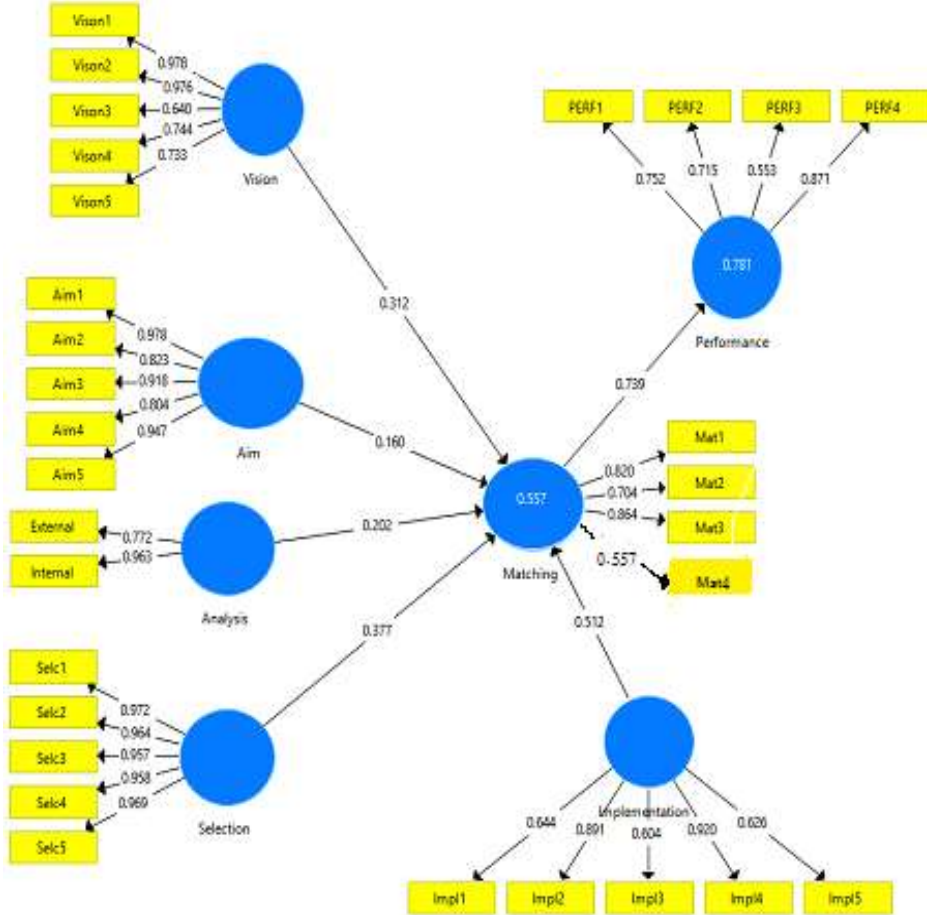 Vison1
Vison2
Vison3
Vison4
Vison5
0.978
0.976
0.640
0.744
0.733
Vision
PERF1 PERF2 PERF3 PERF4
0.752 0.715 0.553 0.871
0.781
Performance
0.312
0.739
Aim1
Aim2
Aim3
Aim4
Aim5
0.978
0.823
0.918
0.804
0.947
Aim
0.160
External
Internal
0.772
0.963
Analysis
0.202
0.557
Matching
0.820
0.704
0.864
0.557
Mat1
Mat2
Mat3
Mat4
Selc1
Selc2
Selc3
Selc4
Selc5
0.972
0.964
0.957
0.958
0.969
Selection
0.377
0.512
Implementation
0.644 0.891 0.604 0.920 0.626
Impl1 Impl2 Impl3 Impl4 Impl5